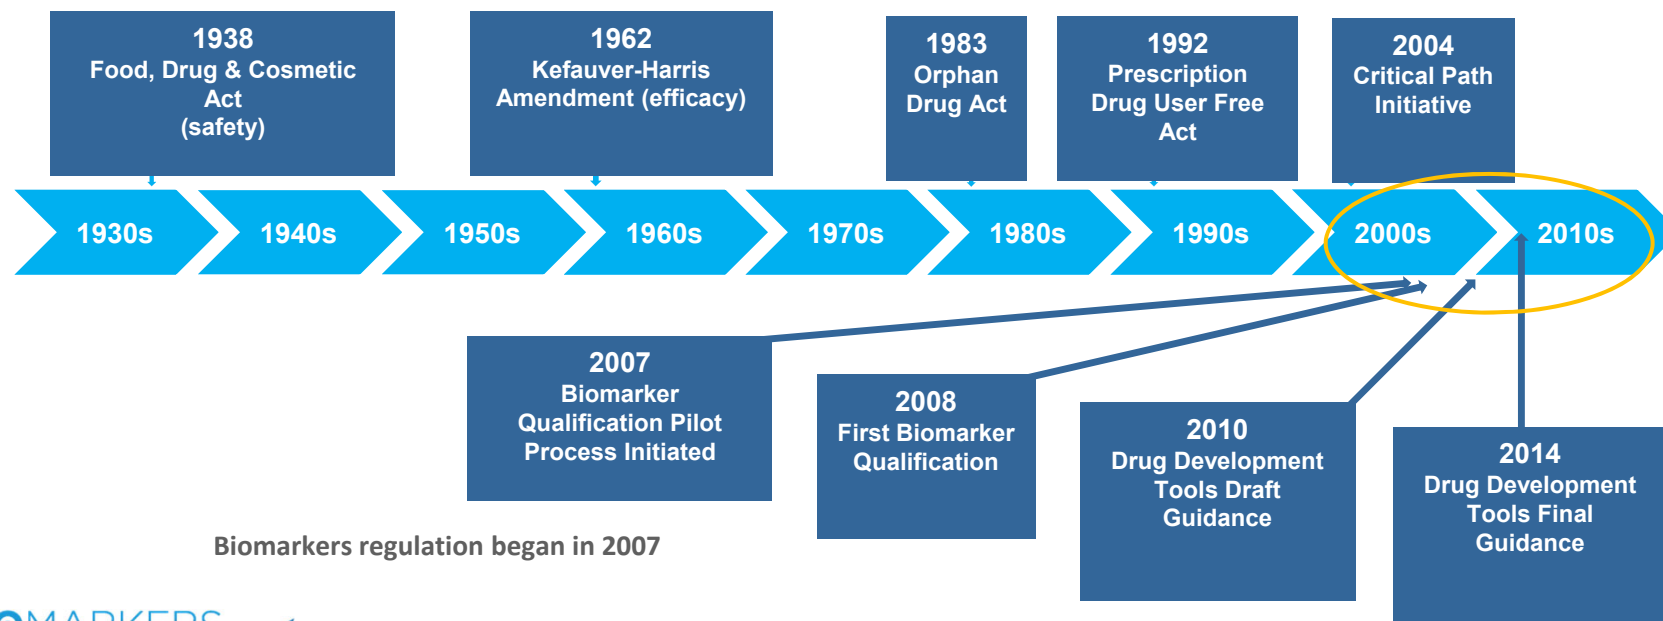 1938
Food, Drug & Cosmetic
Act
(safety)
1962
Kefauver-Harris
Amendment (efficacy)
1983
Orphan
Drug Act
1992
Prescription
Drug User Free
Act
2004
Critical Path
Initiative
1930s
1940s
1950s
1960s
1970s
1980s
1990s
2000s
2010s
2007
Biomarker
Qualification Pilot
Process Initiated
2008
First Biomarker
Qualification
2010
Drug Development
Tools Draft
Guidance
2014
Drug Development
Tools Final
Guidance
Biomarkers regulation began in 2007